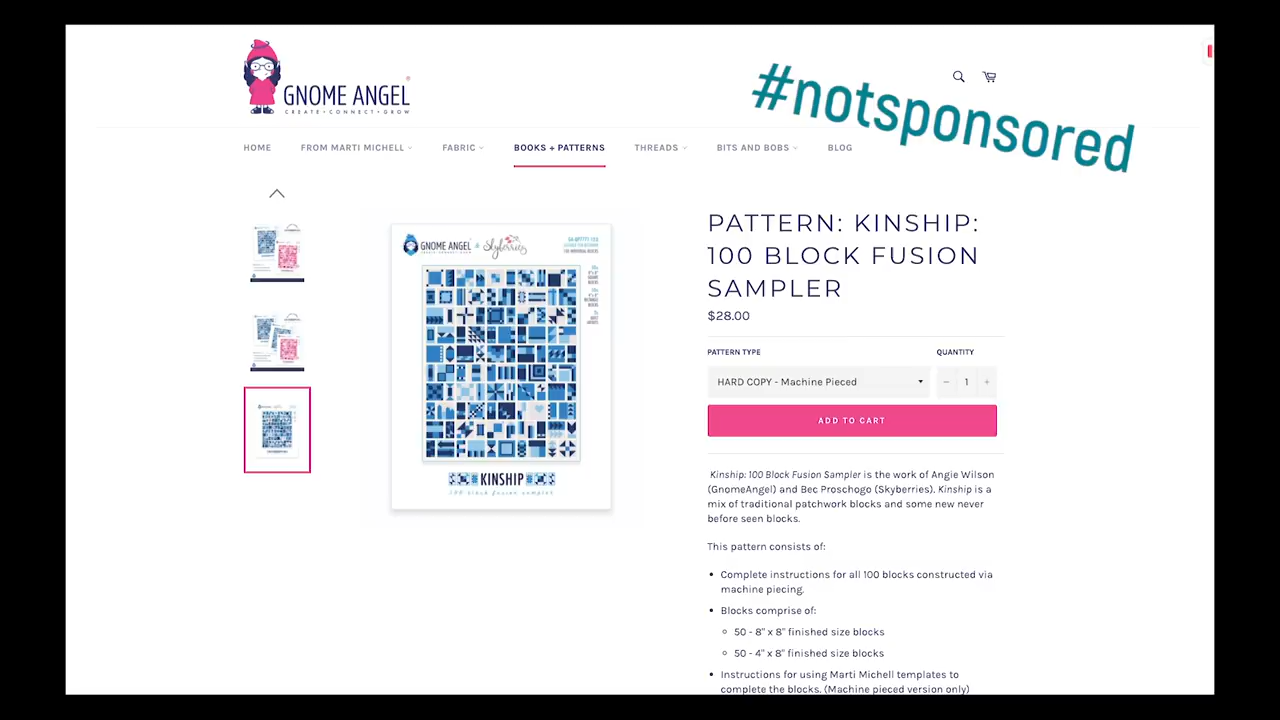 GNOME ANGEL
CREATE • CONNECT • GROW
#notsponsored
HOME
FROM MARTI MICHELL
FABRIC
BOOKS + PATTERNS
THREADS
BITS AND BOBS
BLOG
GNOME ANGEL
Skyberries
KINSHIP
100 block fusion sampler
PATTERN: KINSHIP:
100 BLOCK FUSION
SAMPLER
$28.00
PATTERN TYPE
QUANTITY
HARD COPY - Machine Pieced
− 1 +
ADD TO CART
Kinship: 100 Block Fusion Sampler is the work of Angie Wilson
(GnomeAngel) and Bec Proschogo (Skyberries). Kinship is a
mix of traditional patchwork blocks and some new never
before seen blocks.
This pattern consists of:
• Complete instructions for all 100 blocks constructed via
machine piecing.
• Blocks comprise of:
◦ 50 - 8" x 8" finished size blocks
◦ 50 - 4" x 8" finished size blocks
• Instructions for using Marti Michell templates to
complete the blocks. (Machine pieced version only)